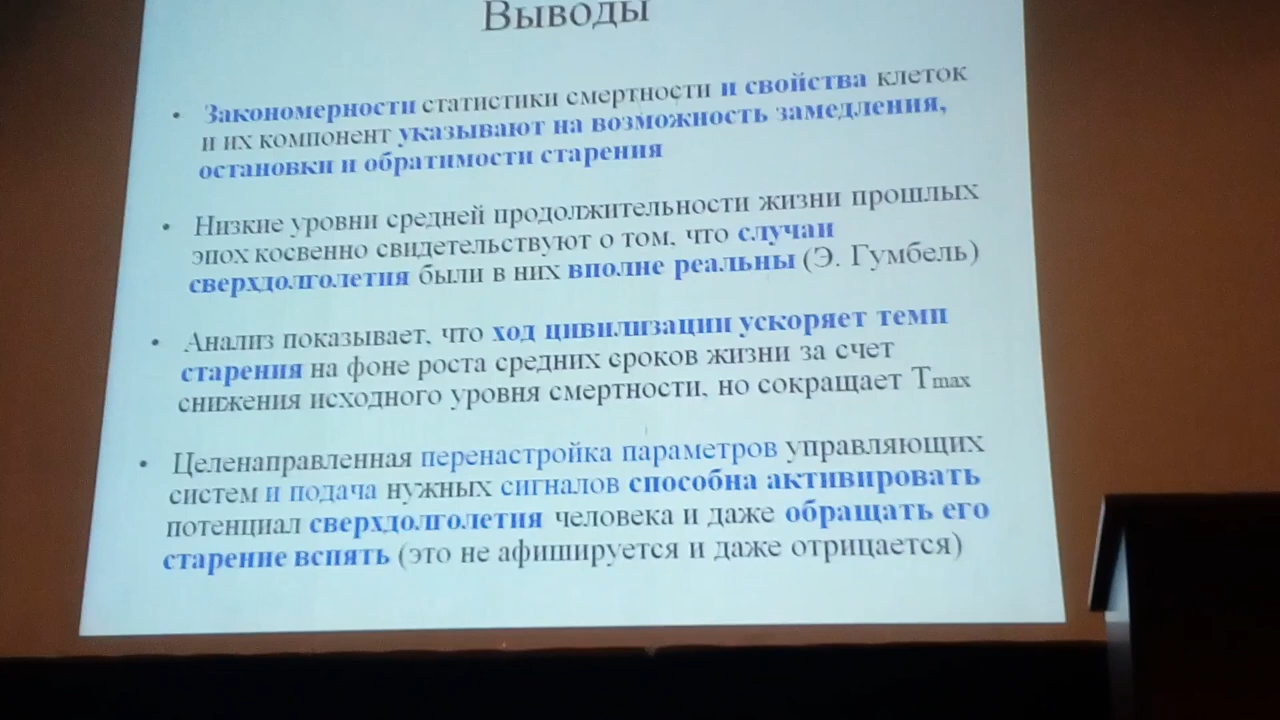 Выводы
• Закономерности статистики смертности и свойства клеток
и их компонент указывают на возможность замедления,
остановки и обратимости старения
• Низкие уровни средней продолжительности жизни прошлых
эпох косвенно свидетельствуют о том, что случаи
сверхдолголетия были в них вполне реальны (Э. Гумбель)
• Анализ показывает, что ход цивилизации ускоряет темп
старения на фоне роста средних сроков жизни за счет
снижения исходного уровня смертности, но сокращает Tmax
• Целенаправленная перенастройка параметров управляющих
систем и подача нужных сигналов способна активировать
потенциал сверхдолголетия человека и даже обращать его
старение вспять (это не афишируется и даже отрицается)